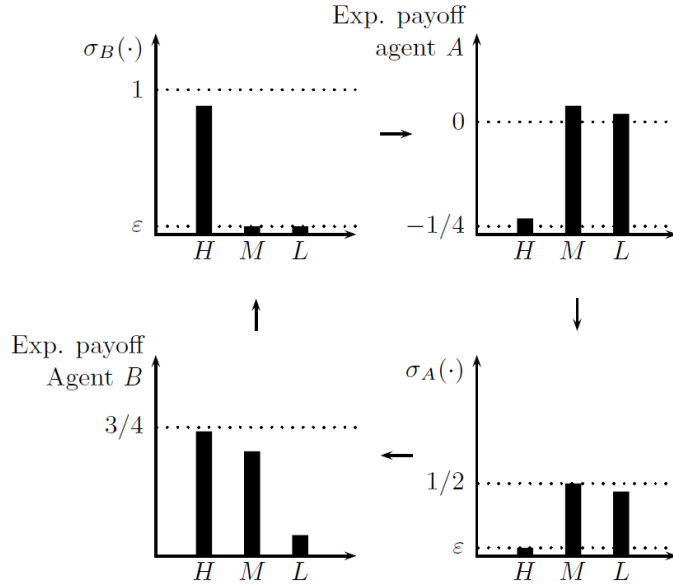 σ_B(·)
1
ε
H M L
Exp. payoff
agent A
0
−1/4
H M L
Exp. payoff
Agent B
3/4
H M L
σ_A(·)
1/2
ε
H M L